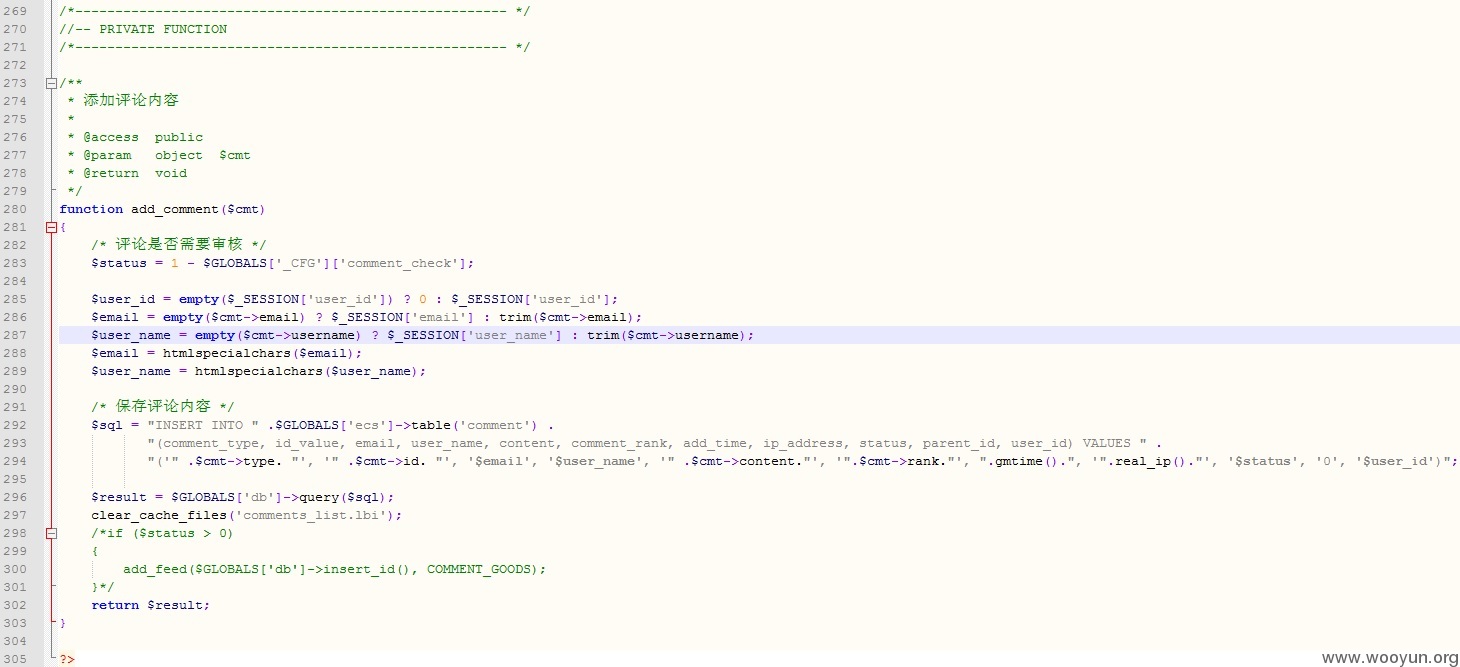 269 /*------------------------------------------------------ */
270 //-- PRIVATE FUNCTION
271 /*------------------------------------------------------ */
272
273 /**
274  * 添加评论内容
275  *
276  * @access  public
277  * @param   object  $cmt
278  * @return  void
279  */
280 function add_comment($cmt)
281 {
282     /* 评论是否需要审核 */
283     $status = 1 - $GLOBALS['_CFG']['comment_check'];
284
285     $user_id = empty($_SESSION['user_id']) ? 0 : $_SESSION['user_id'];
286     $email = empty($cmt->email) ? $_SESSION['email'] : trim($cmt->email);
287     $user_name = empty($cmt->username) ? $_SESSION['user_name'] : trim($cmt->username);
288     $email = htmlspecialchars($email);
289     $user_name = htmlspecialchars($user_name);
290
291     /* 保存评论内容 */
292     $sql = "INSERT INTO " .$GLOBALS['ecs']->table('comment') .
293            "(comment_type, id_value, email, user_name, content, comment_rank, add_time, ip_address, status, parent_id, user_id) VALUES " .
294            "('" .$cmt->type. "', '" .$cmt->id. "', '$email', '$user_name', '" .$cmt->content."', '".$cmt->rank."', ".gmtime().", '".real_ip()."', '$status', '0', '$user_id')";
295
296     $result = $GLOBALS['db']->query($sql);
297     clear_cache_files('comments_list.lbi');
298     /*if ($status > 0)
299     {
300         add_feed($GLOBALS['db']->insert_id(), COMMENT_GOODS);
301     }*/
302     return $result;
303 }
304
305 ?>
www.wooyun.org